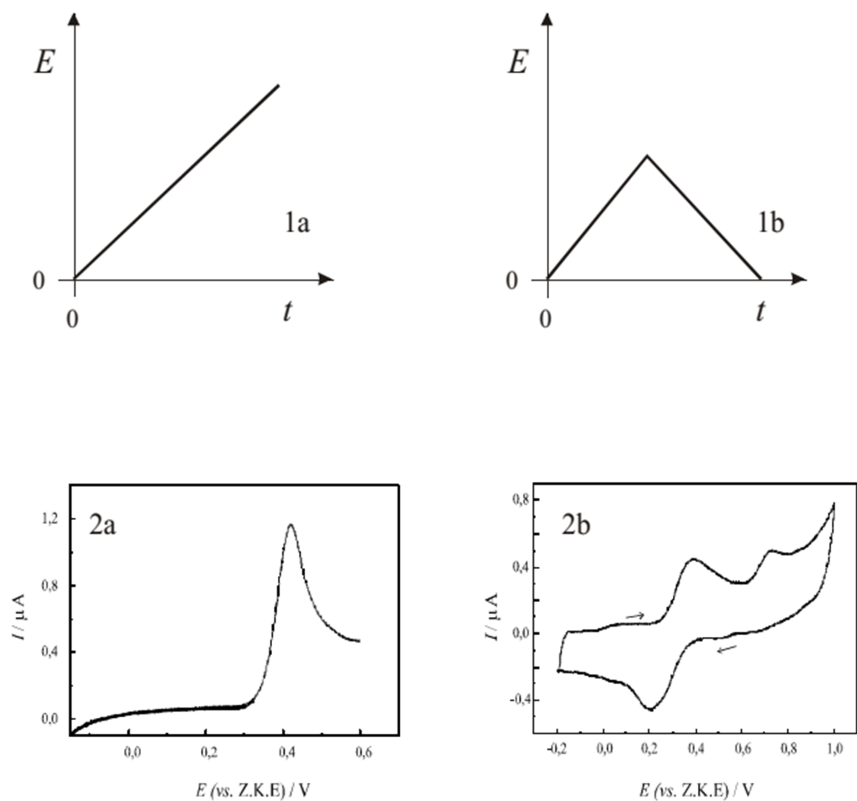 E
1a
0
0
t
E
1b
0
0
t
2a
1,2
0,8
0,4
0,0
I / μA
0,0
0,2
0,4
0,6
E (vs. Z.K.E) / V
2b
0,8
0,4
0,0
-0,4
I / μA
-0,2
0,0
0,2
0,4
0,6
0,8
1,0
E (vs. Z.K.E) / V